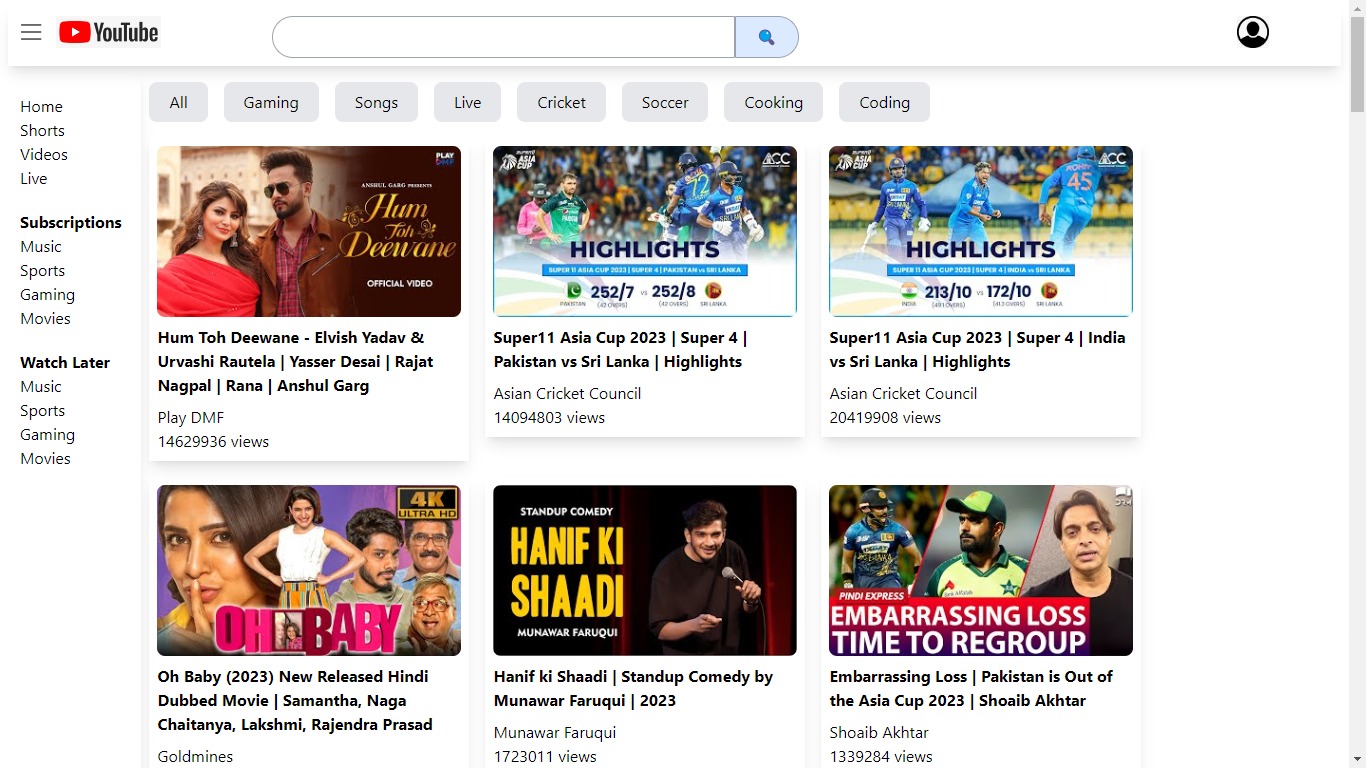 YouTube
All Gaming Songs Live Cricket Soccer Cooking Coding
Home
Shorts
Videos
Live
Subscriptions
Music
Sports
Gaming
Movies
Watch Later
Music
Sports
Gaming
Movies
PLAY
DMF
ANSHUL GARG PRESENTS
Hum
Toh
Deewane
OFFICIAL VIDEO
Hum Toh Deewane - Elvish Yadav &
Urvashi Rautela | Yasser Desai | Rajat
Nagpal | Rana | Anshul Garg
Play DMF
14629936 views
SUPER11
ASIA
CUP
ACC
PAKISTAN
72
SRI LANKA
HIGHLIGHTS
SUPER 11 ASIA CUP 2023 | SUPER 4 | PAKISTAN vs SRI LANKA
252/7 vs 252/8
PAKISTAN (42 OVERS) (42 OVERS) SRI LANKA
Super11 Asia Cup 2023 | Super 4 |
Pakistan vs Sri Lanka | Highlights
Asian Cricket Council
14094803 views
SUPER11
ASIA
CUP
ACC
ROHIT
45
HIGHLIGHTS
SUPER 11 ASIA CUP 2023 | SUPER 4 | INDIA vs SRI LANKA
213/10 vs 172/10
INDIA (49.1 OVERS) (41.3 OVERS) SRI LANKA
Super11 Asia Cup 2023 | Super 4 | India
vs Sri Lanka | Highlights
Asian Cricket Council
20419908 views
4K
ULTRA HD
OH BABY
Oh Baby (2023) New Released Hindi
Dubbed Movie | Samantha, Naga
Chaitanya, Lakshmi, Rajendra Prasad
Goldmines
STANDUP COMEDY
HANIF KI
SHAADI
MUNAWAR FARUQUI
Hanif ki Shaadi | Standup Comedy by
Munawar Faruqui | 2023
Munawar Faruqui
1723011 views
PINDI EXPRESS
EMBARRASSING LOSS
TIME TO REGROUP
Embarrassing Loss | Pakistan is Out of
the Asia Cup 2023 | Shoaib Akhtar
Shoaib Akhtar
1339284 views